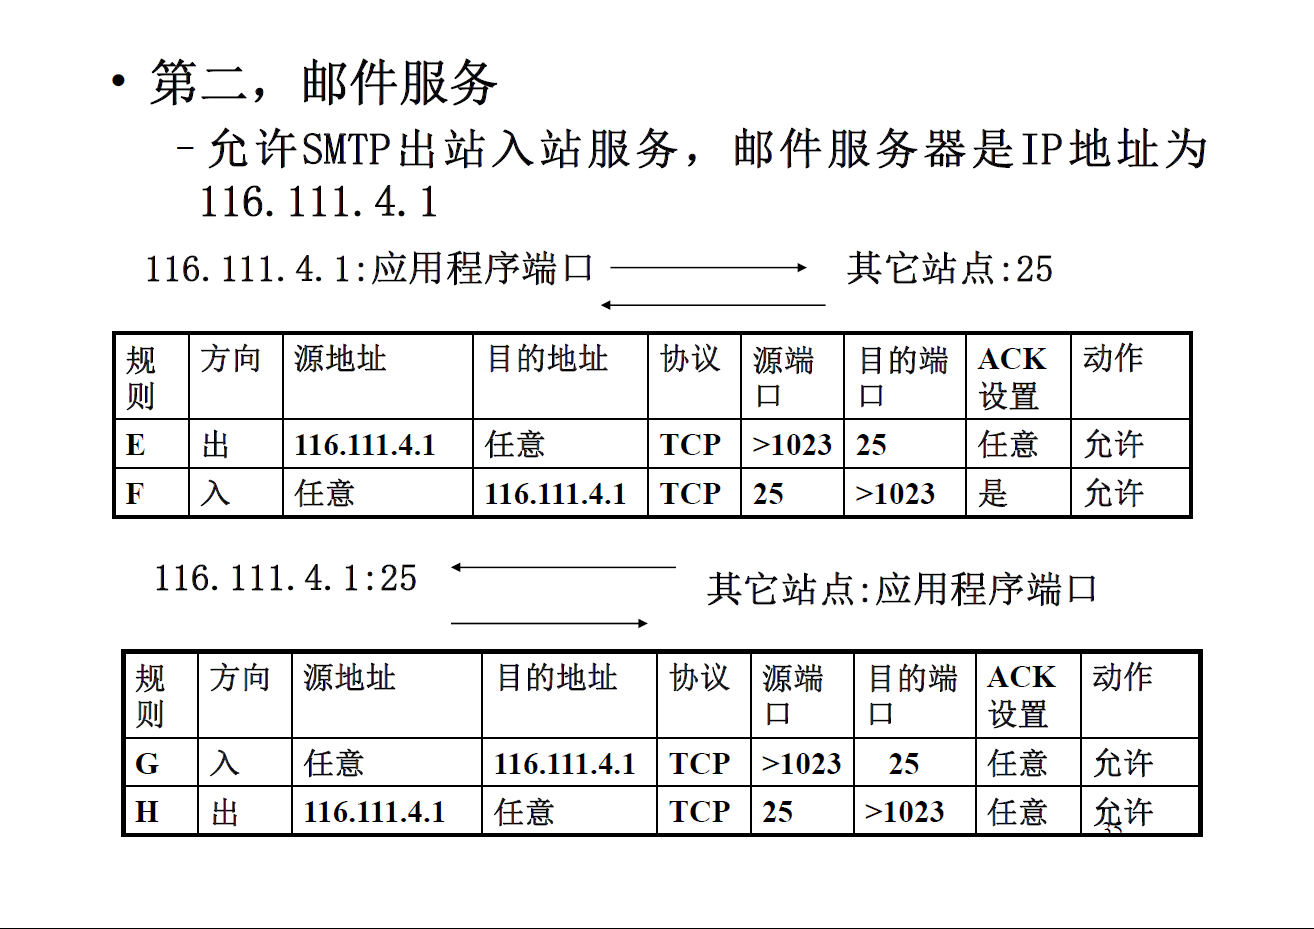 • 第二，邮件服务
–允许SMTP出站入站服务，邮件服务器是IP地址为
116.111.4.1
116.111.4.1:应用程序端口 其它站点:25
规则 方向 源地址 目的地址 协议 源端口 目的端口 ACK设置 动作
E 出 116.111.4.1 任意 TCP >1023 25 任意 允许
F 入 任意 116.111.4.1 TCP 25 >1023 是 允许
116.111.4.1:25 其它站点:应用程序端口
规则 方向 源地址 目的地址 协议 源端口 目的端口 ACK设置 动作
G 入 任意 116.111.4.1 TCP >1023 25 任意 允许
H 出 116.111.4.1 任意 TCP 25 >1023 任意 允许
35